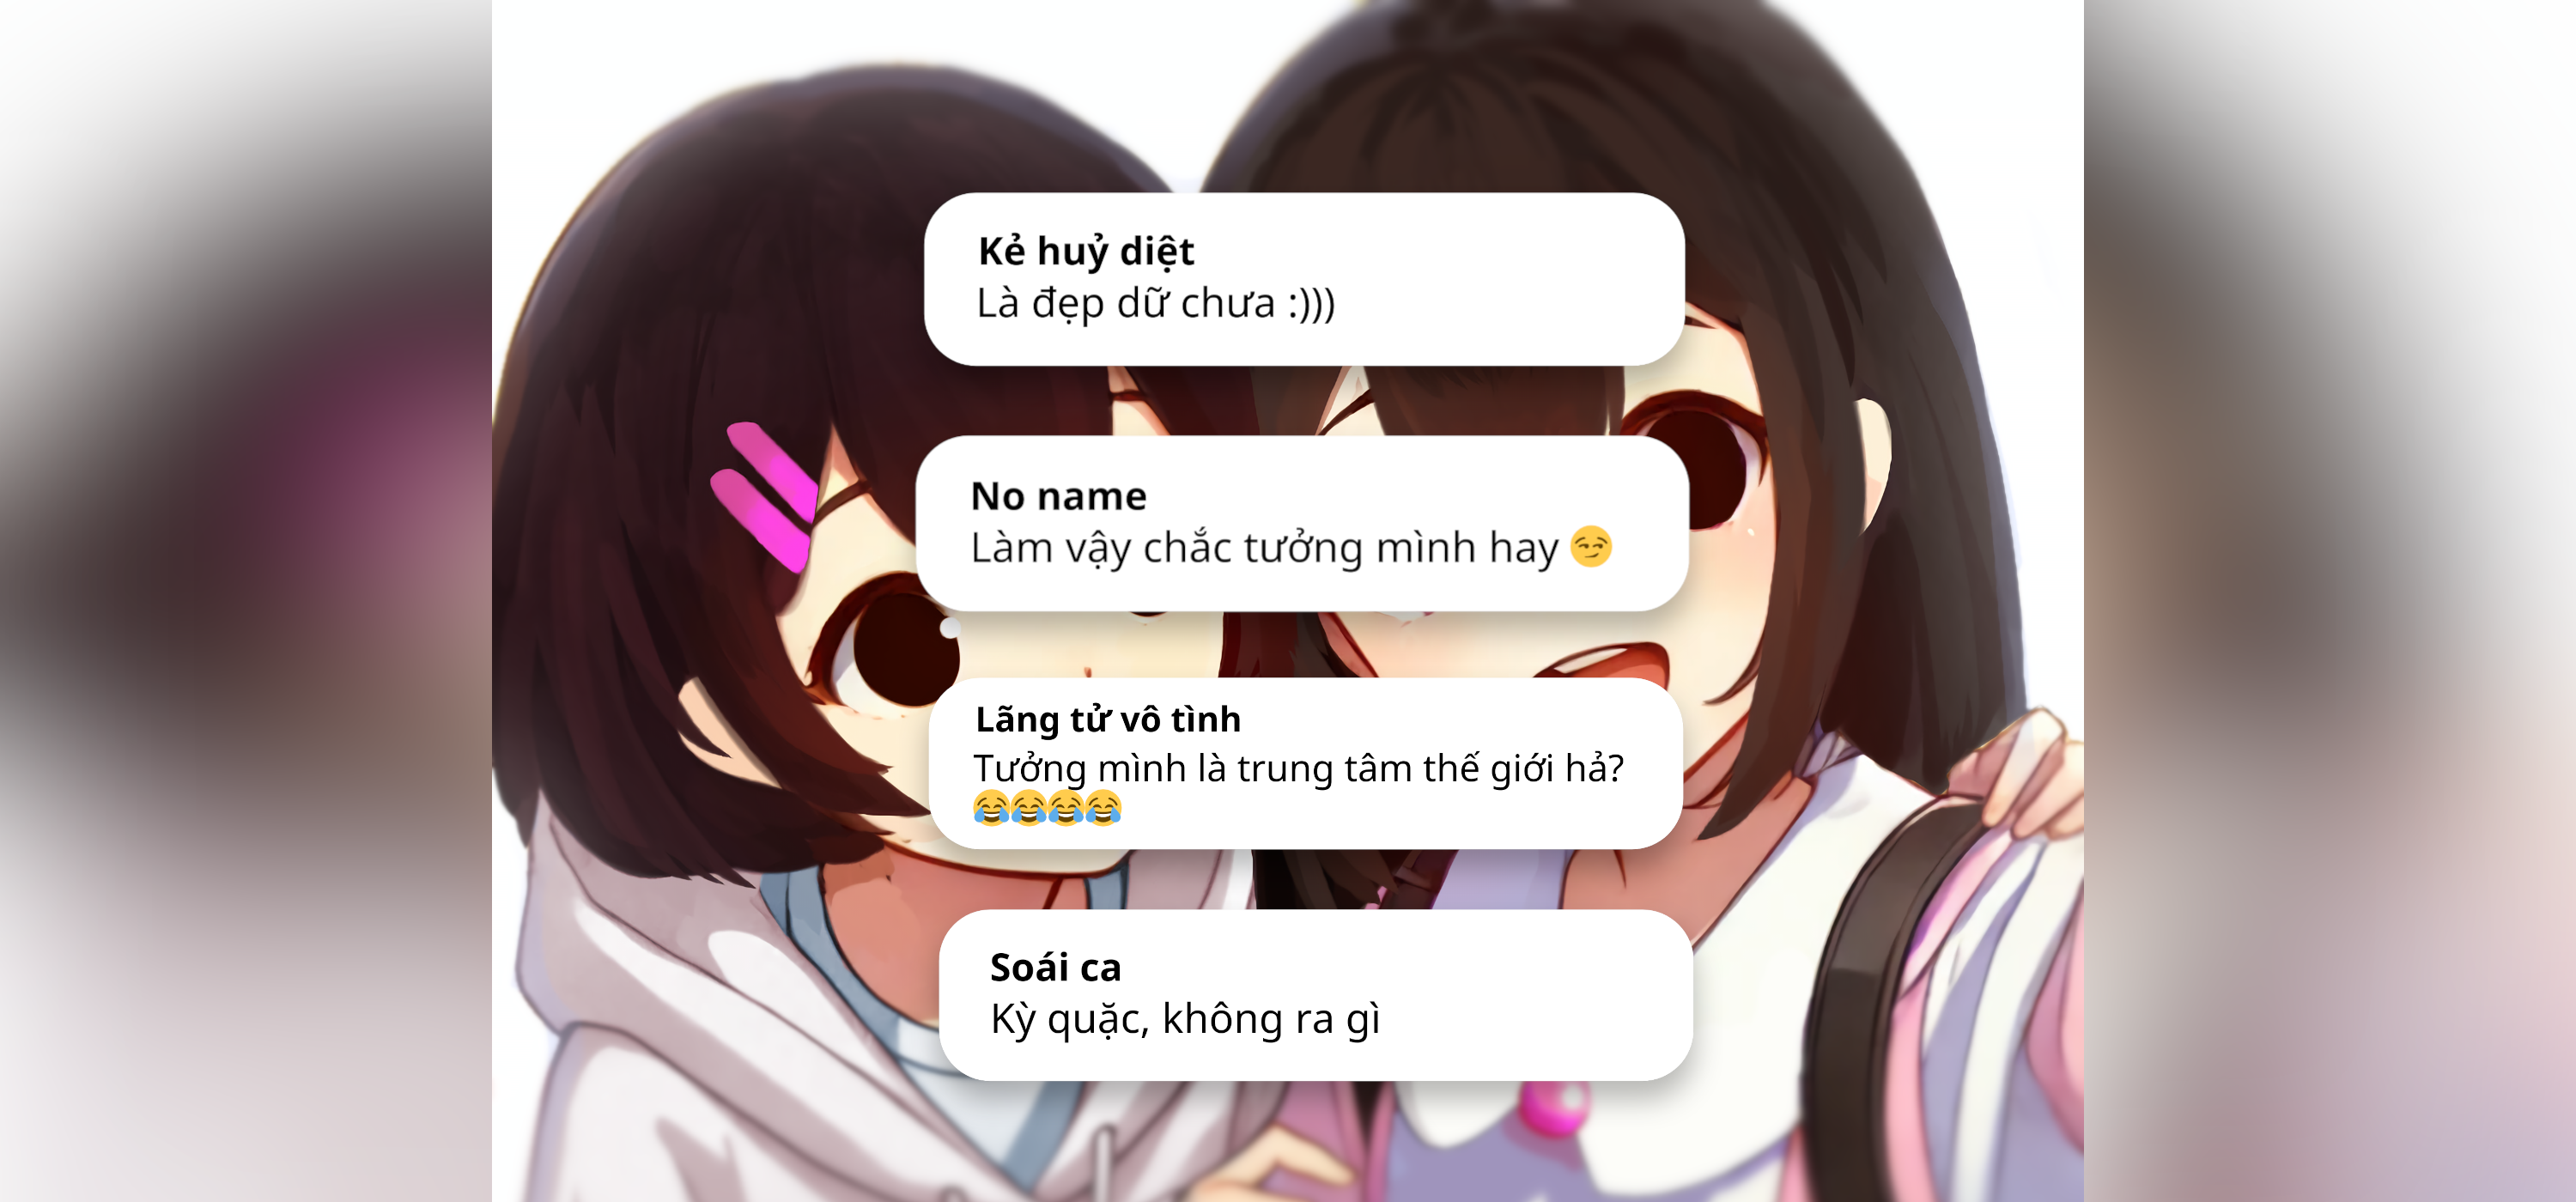 Kẻ huỷ diệt
Là đẹp dữ chưa :)))
No name
Làm vậy chắc tưởng mình hay 😏
Lãng tử vô tình
Tưởng mình là trung tâm thế giới hả?
😂😂😂😂
Soái ca
Kỳ quặc, không ra gì